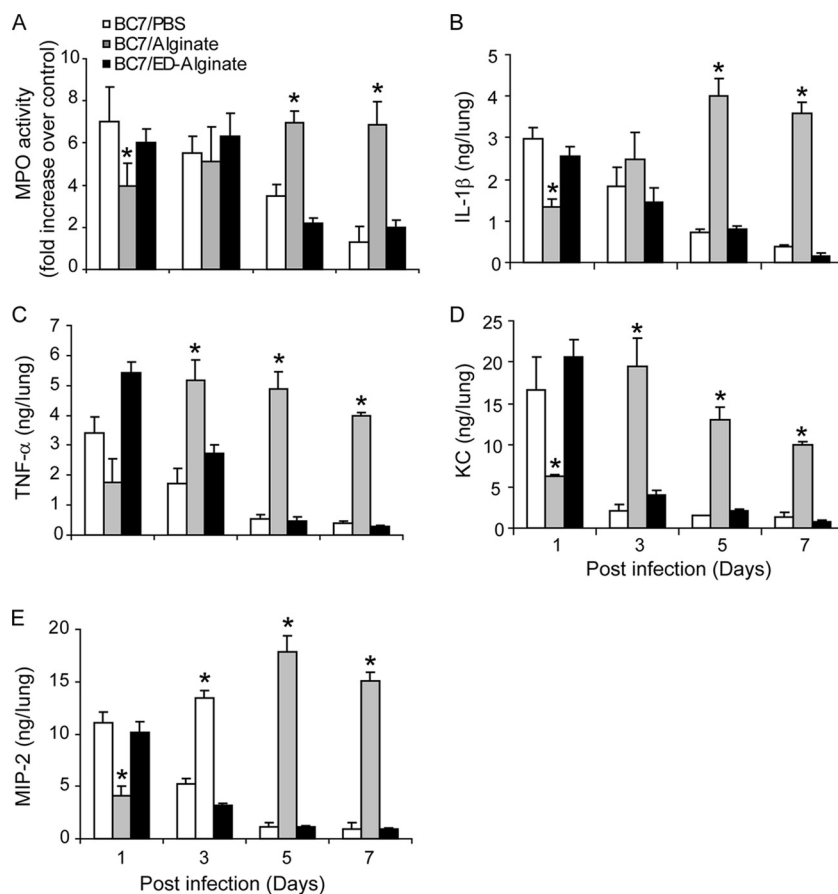 A
BC7/PBS
BC7/Alginate
BC7/ED-Alginate
MPO activity
(fold increase over control)
10
8
6
4
2
0
*
*
*
B
IL-1β (ng/lung)
5
4
3
2
1
0
*
*
*
C
TNF-α (ng/lung)
7
6
5
4
3
2
1
0
*
*
*
D
KC (ng/lung)
25
20
15
10
5
0
*
*
*
*
1 3 5 7
Post infection (Days)
E
MIP-2 (ng/lung)
20
15
10
5
0
*
*
*
*
1 3 5 7
Post infection (Days)